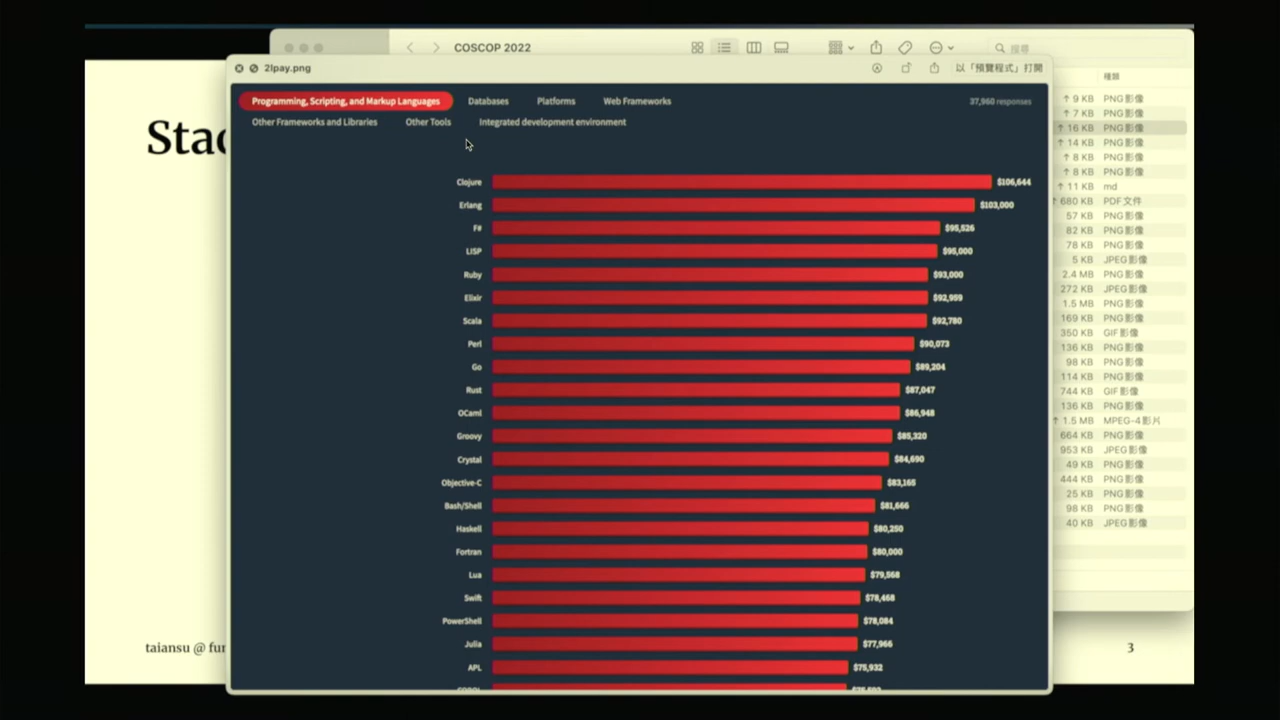 COSCOP 2022
搜尋
2lpay.png
以「預覽程式」打開
種類
Stac
Programming, Scripting, and Markup Languages
Databases
Platforms
Web Frameworks
37,960 responses
Other Frameworks and Libraries
Other Tools
Integrated development environment
Clojure $106,644
Erlang $103,000
F# $95,526
LISP $95,000
Ruby $93,000
Elixir $92,959
Scala $92,780
Perl $90,073
Go $89,204
Rust $87,047
OCaml $86,948
Groovy $85,320
Crystal $84,690
Objective-C $83,165
Bash/Shell $81,666
Haskell $80,250
Fortran $80,000
Lua $79,568
Swift $78,468
PowerShell $78,084
Julia $77,966
APL $75,932
↑ 9 KB PNG影像
↑ 7 KB PNG影像
↑ 16 KB PNG影像
↑ 14 KB PNG影像
↑ 8 KB PNG影像
↑ 8 KB PNG影像
↑ 11 KB md
↑ 680 KB PDF文件
57 KB PNG影像
82 KB PNG影像
78 KB PNG影像
5 KB JPEG影像
2.4 MB PNG影像
272 KB JPEG影像
1.5 MB PNG影像
169 KB PNG影像
350 KB GIF影像
136 KB PNG影像
98 KB PNG影像
114 KB PNG影像
744 KB GIF影像
136 KB PNG影像
↑ 1.5 MB MPEG-4影片
664 KB PNG影像
953 KB JPEG影像
49 KB PNG影像
444 KB PNG影像
25 KB PNG影像
98 KB PNG影像
40 KB JPEG影像
taiansu @ fun
3